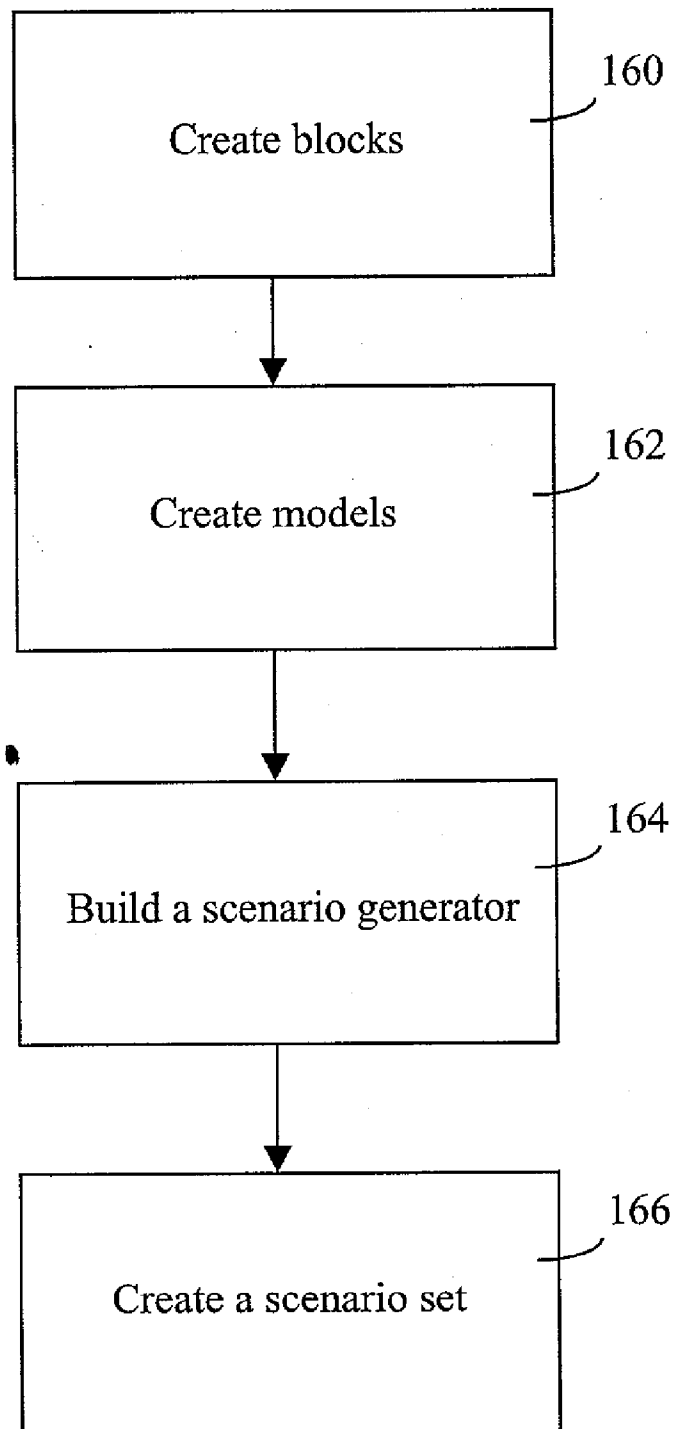 160
Create blocks
162
Create models
164
Build a scenario generator
166
Create a scenario set